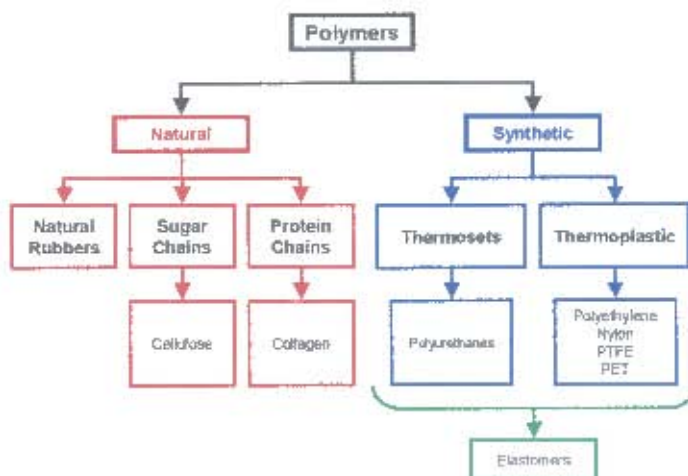 Polymers
Natural
Synthetic
Natural
Rubbers
Sugar
Chains
Protein
Chains
Thermosets
Thermoplastic
Cellulose
Collagen
Polyurethanes
Polyethylene
Nylon
PTFE
PET
Elastomers